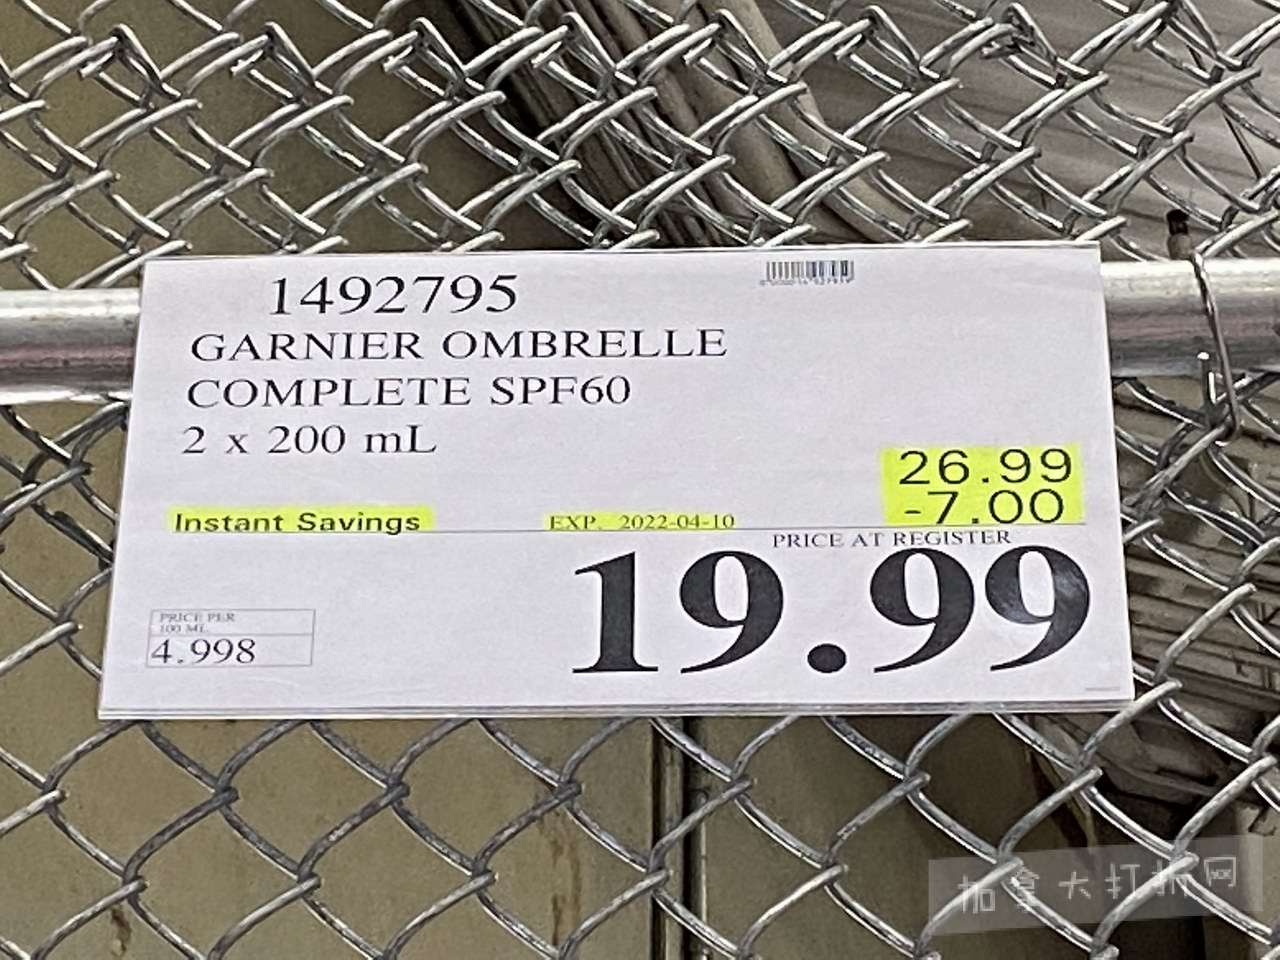 1492795
GARNIER OMBRELLE
COMPLETE SPF60
2 x 200 mL
26.99
-7.00
Instant Savings
EXP. 2022-04-10
PRICE AT REGISTER
19.99
PRICE PER
100 ML
4.998
加拿大打折网